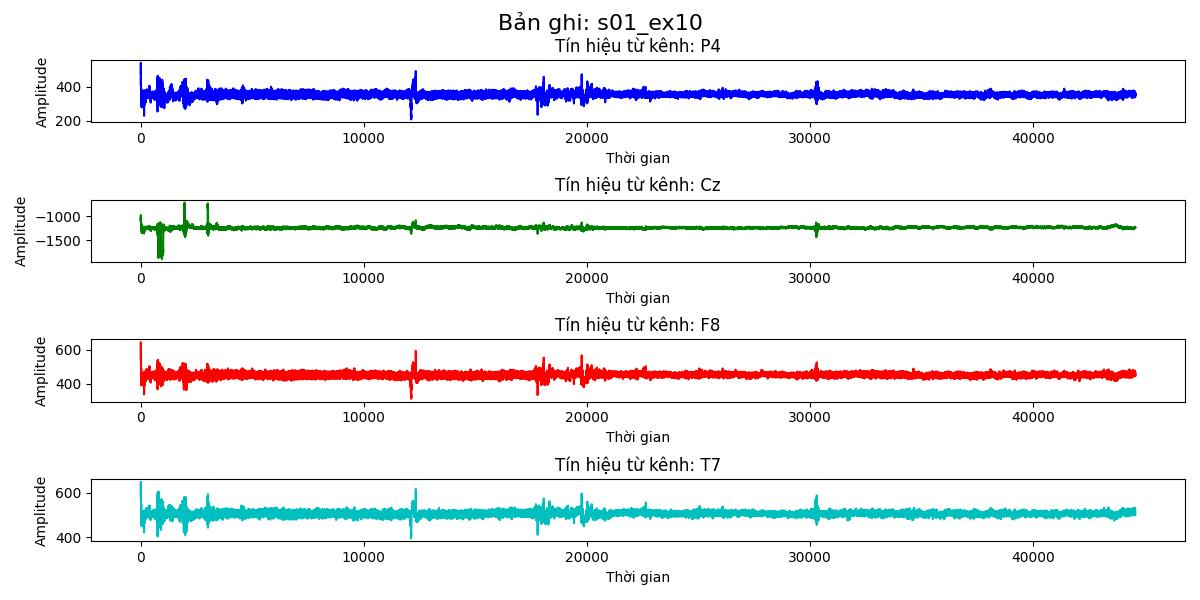 Bản ghi: s01_ex10
Tín hiệu từ kênh: P4
Amplitude
400
200
0 10000 20000 30000 40000
Thời gian
Tín hiệu từ kênh: Cz
Amplitude
−1000
−1500
0 10000 20000 30000 40000
Thời gian
Tín hiệu từ kênh: F8
Amplitude
600
400
0 10000 20000 30000 40000
Thời gian
Tín hiệu từ kênh: T7
Amplitude
600
400
0 10000 20000 30000 40000
Thời gian